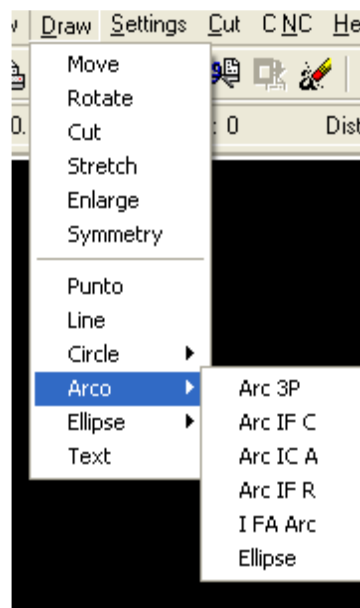 Draw Settings Cut CNC He
0. : 0 Dist
Move
Rotate
Cut
Stretch
Enlarge
Symmetry
Punto
Line
Circle
Arco
Ellipse
Text
Arc 3P
Arc IF C
Arc IC A
Arc IF R
I FA Arc
Ellipse